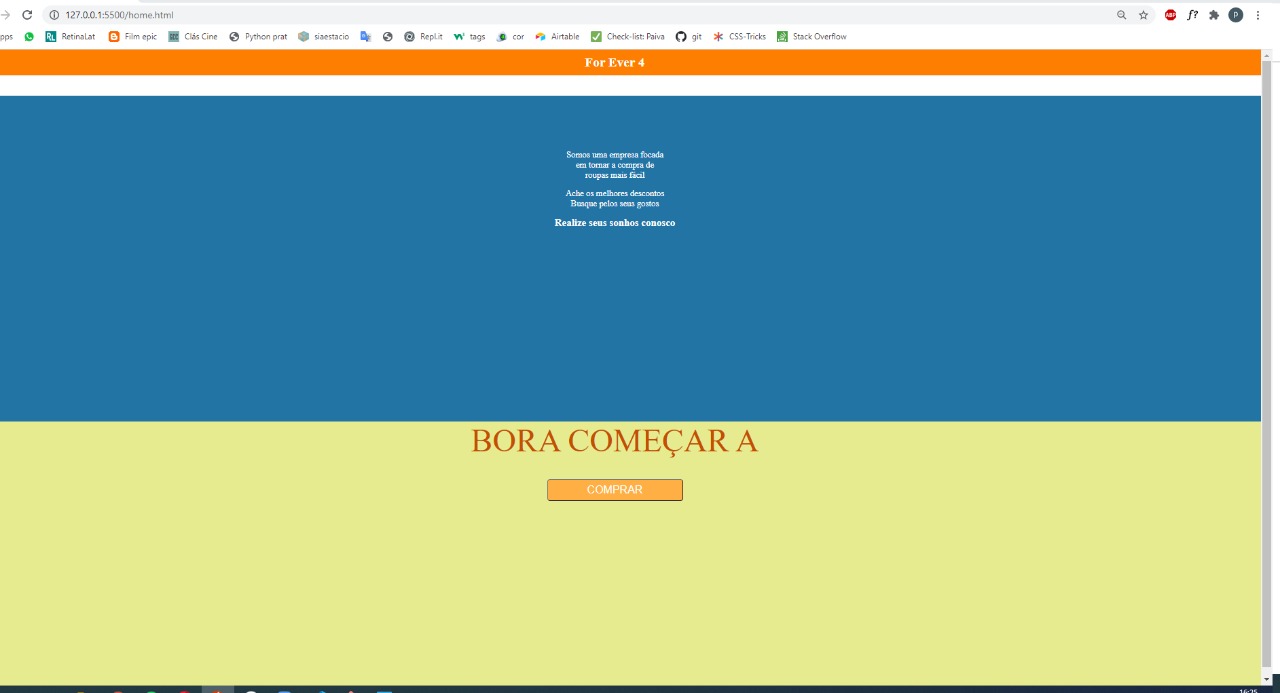 127.0.0.1:5500/home.html
ABP f? P
pps RetinaLat Film epic Clás Cine Python prat siaestacio Repl.it tags cor Airtable Check-list: Paiva git CSS-Tricks Stack Overflow
For Ever 4
Somos uma empresa focada
em tornar a compra de
roupas mais fácil
Ache os melhores descontos
Busque pelos seus gostos
Realize seus sonhos conosco
BORA COMEÇAR A
COMPRAR